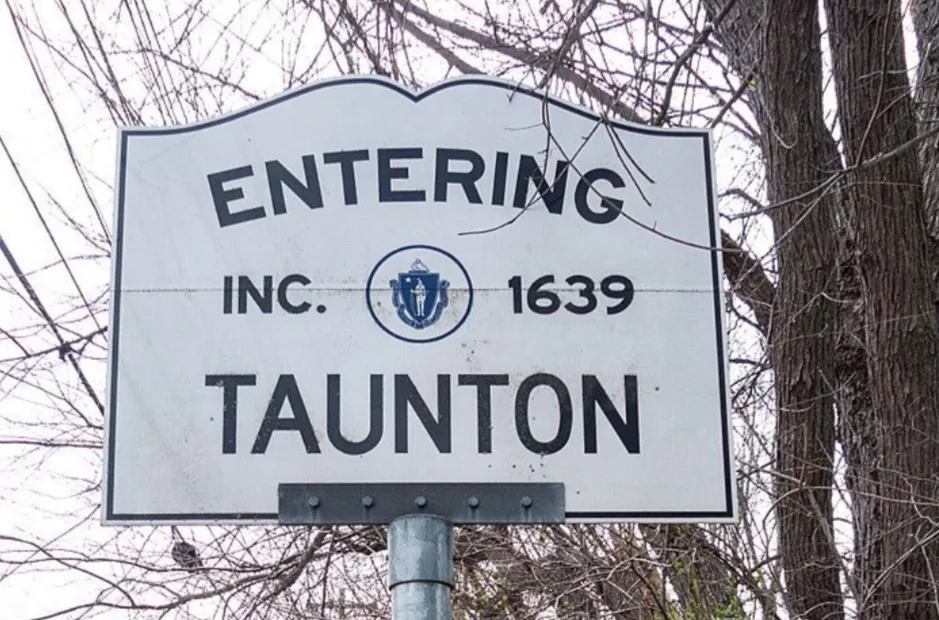 ENTERING
INC. 1639
TAUNTON